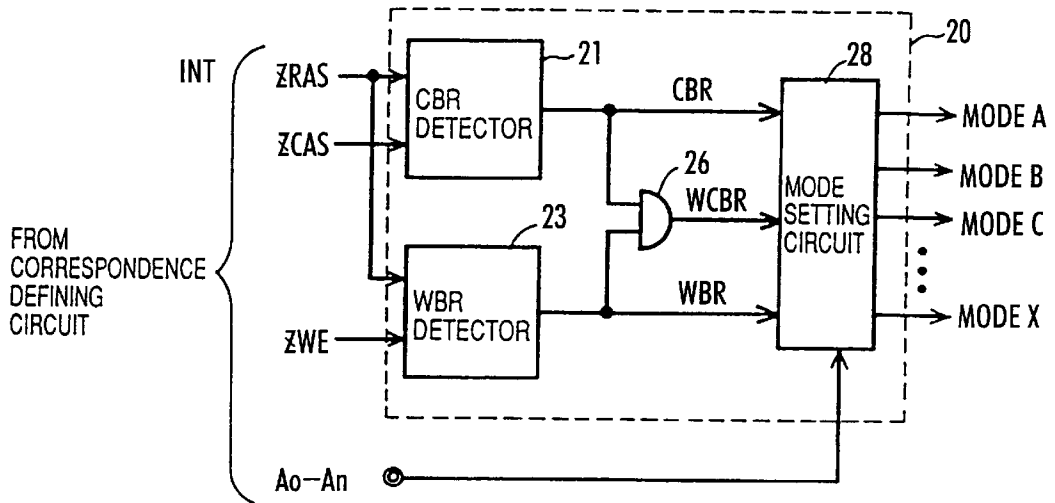 20
21
28
INT
ZRAS
CBR
DETECTOR
CBR
MODE A
ZCAS
26
MODE B
WCBR
MODE
SETTING
CIRCUIT
MODE C
23
FROM
CORRESPONDENCE
DEFINING
CIRCUIT
WBR
DETECTOR
WBR
MODE X
ZWE
Ao-An